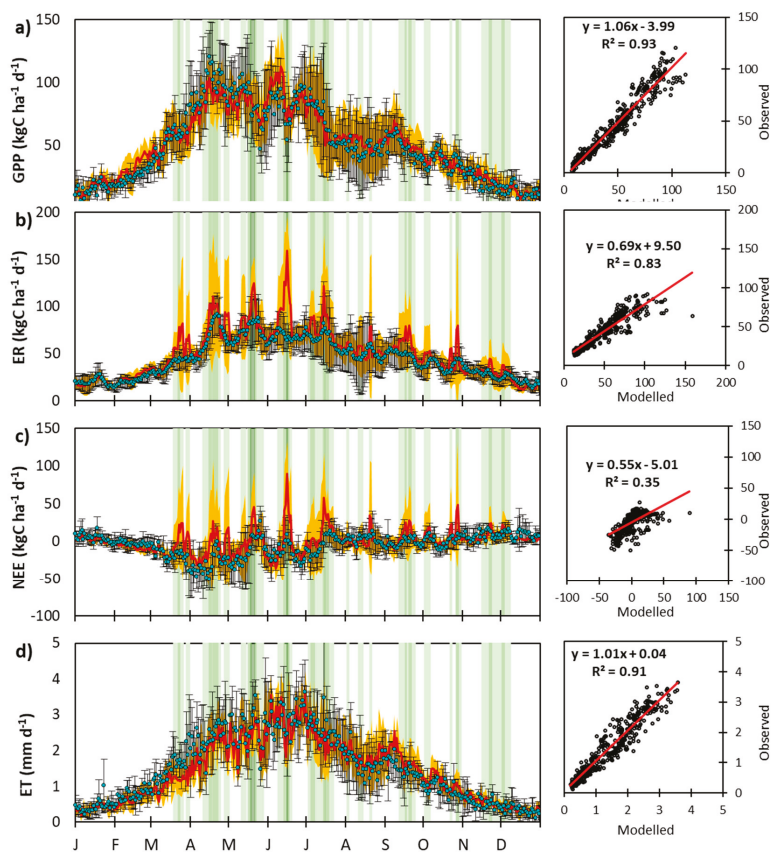 a)
GPP (kgC ha⁻¹ d⁻¹)
150
100
50
y = 1.06x - 3.99
R² = 0.93
150
100
50
0
Observed
0
50
100
150
Modelled
b)
ER (kgC ha⁻¹ d⁻¹)
200
150
100
50
0
y = 0.69x + 9.50
R² = 0.83
200
150
100
50
0
Observed
0
50
100
150
200
Modelled
c)
NEE (kgC ha⁻¹ d⁻¹)
150
100
50
0
-50
-100
y = 0.55x - 5.01
R² = 0.35
150
100
50
0
-50
-100
Observed
-100
-50
0
50
100
150
Modelled
d)
ET (mm d⁻¹)
5
4
3
2
1
0
y = 1.01x + 0.04
R² = 0.91
5
4
3
2
1
0
Observed
0
1
2
3
4
5
Modelled
J F M A M J J A S O N D